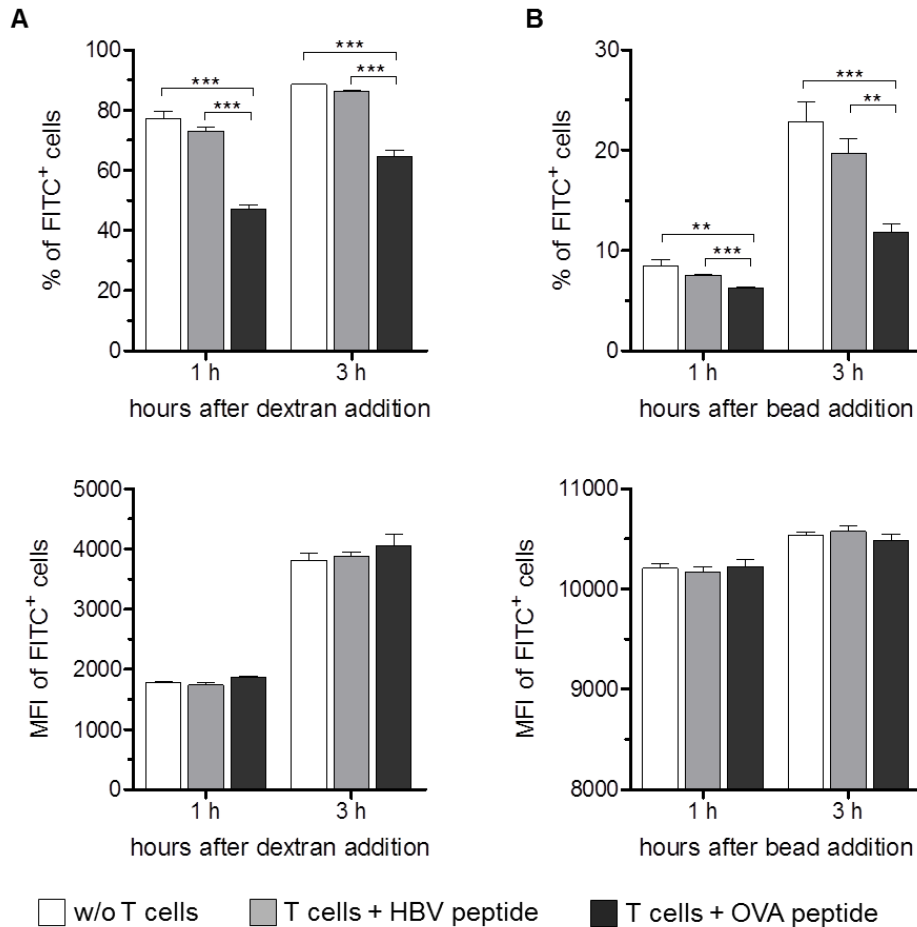 A
% of FITC⁺ cells
100
80
60
40
20
0
***
***
***
***
1 h
3 h
hours after dextran addition
B
% of FITC⁺ cells
30
20
10
0
**
***
***
**
1 h
3 h
hours after bead addition
MFI of FITC⁺ cells
5000
4000
3000
2000
1000
0
1 h
3 h
hours after dextran addition
MFI of FITC⁺ cells
11000
10000
9000
8000
1 h
3 h
hours after bead addition
w/o T cells
T cells + HBV peptide
T cells + OVA peptide